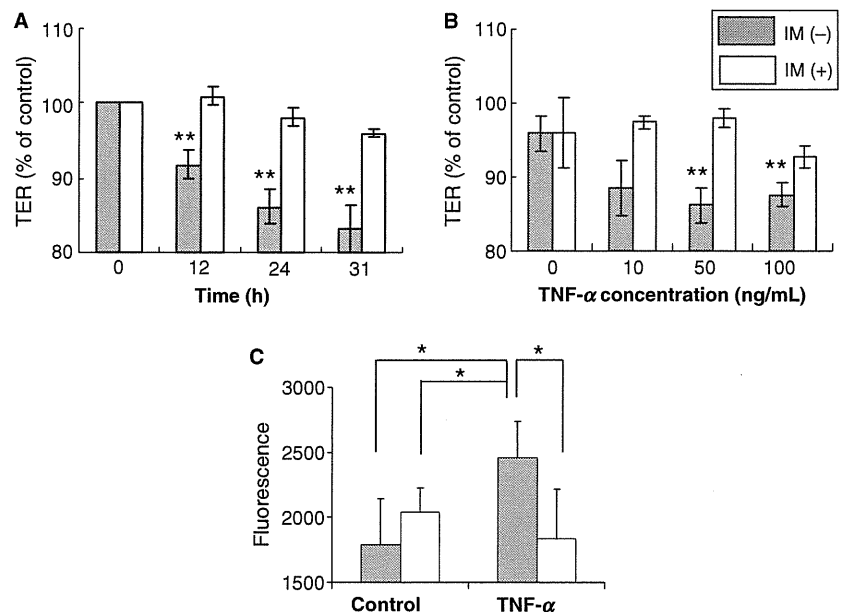 A
TER (% of control)
110
100
90
80
**
**
**
0 12 24 31
Time (h)
B
TER (% of control)
110
100
90
80
**
**
0 10 50 100
TNF-α concentration (ng/mL)
IM (–)
IM (+)
C
Fluorescence
3000
2500
2000
1500
*
*
*
Control TNF-α